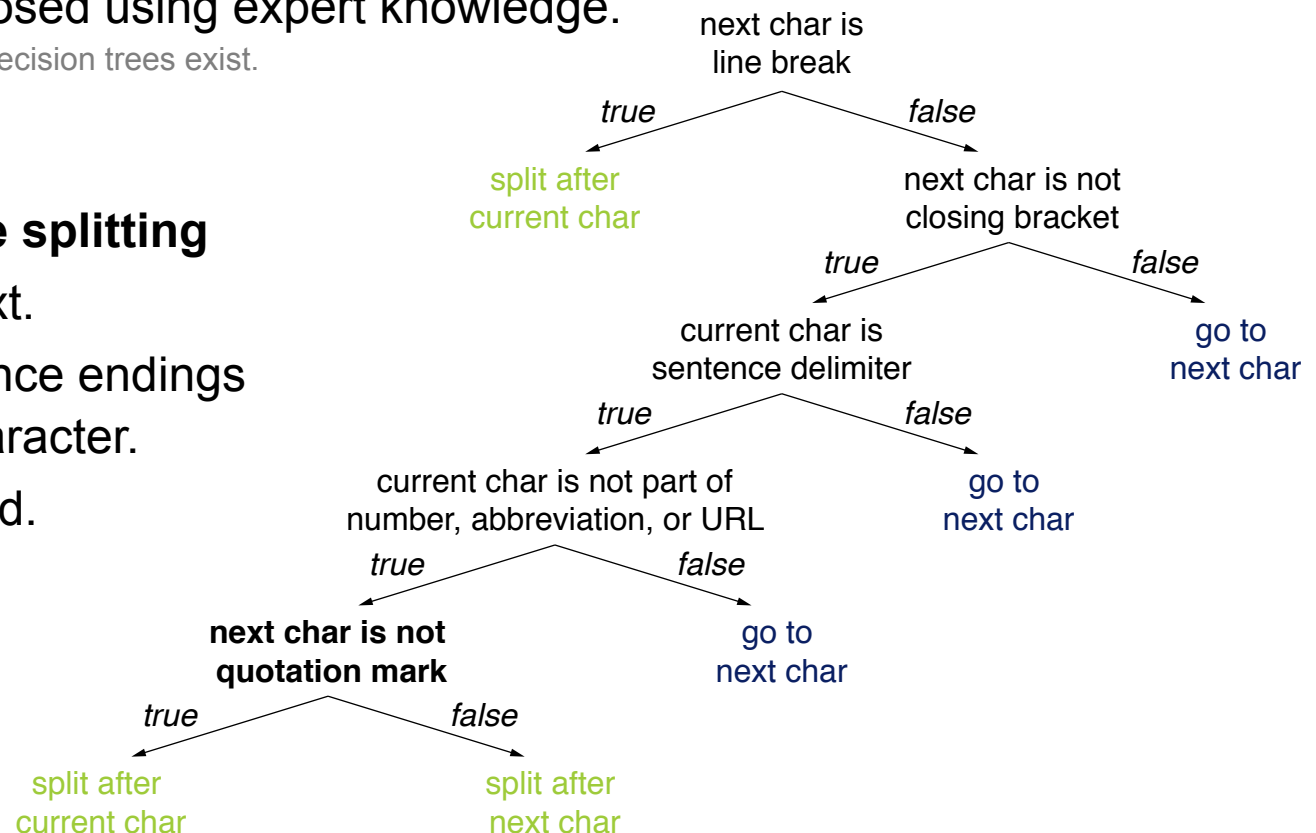 osed using expert knowledge.
ecision trees exist.
e splitting
xt.
nce endings
aracter.
d.
next char is
line break
true
false
split after
current char
next char is not
closing bracket
true
false
current char is
sentence delimiter
go to
next char
true
false
current char is not part of
number, abbreviation, or URL
go to
next char
true
false
next char is not
quotation mark
go to
next char
true
false
split after
current char
split after
next char